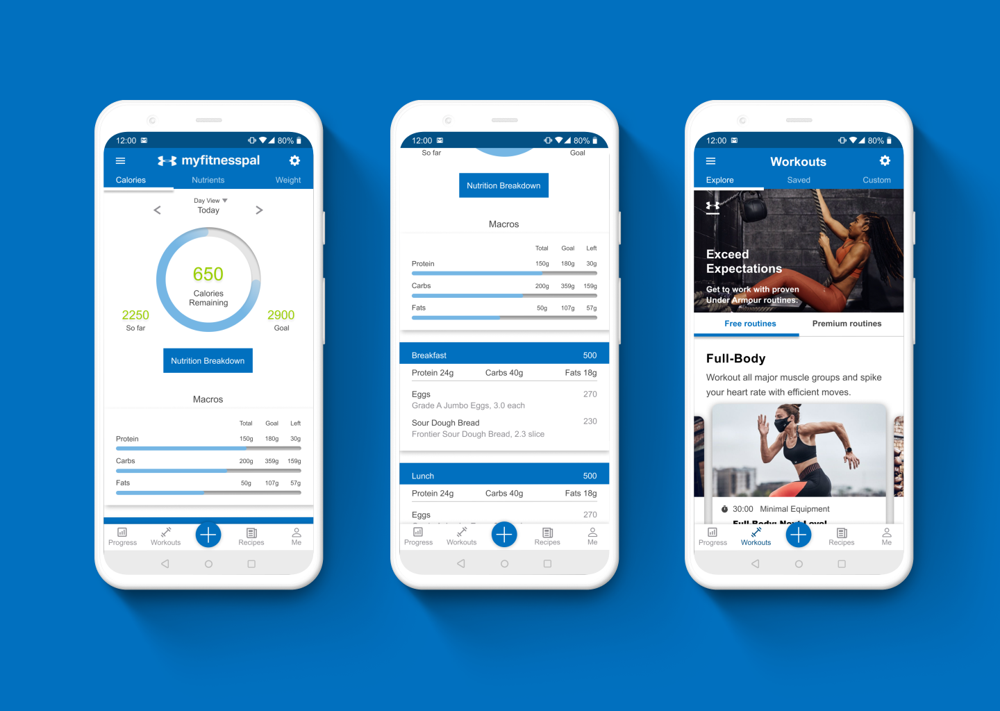 12:00 80%
myfitnesspal
Calories Nutrients Weight
Day View
Today
650
Calories
Remaining
2250 2900
So far Goal
Nutrition Breakdown
Macros
Total Goal Left
Protein 150g 180g 30g
Carbs 200g 359g 159g
Fats 50g 107g 57g
Progress Workouts Recipes Me
12:00 80%
So far Goal
Nutrition Breakdown
Macros
Total Goal Left
Protein 150g 180g 30g
Carbs 200g 359g 159g
Fats 50g 107g 57g
Breakfast 500
Protein 24g Carbs 40g Fats 18g
Eggs 270
Grade A Jumbo Eggs, 3.0 each
Sour Dough Bread 230
Frontier Sour Dough Bread, 2.3 slice
Lunch 500
Protein 24g Carbs 40g Fats 18g
Eggs 270
Progress Workouts Recipes Me
12:00 80%
Workouts
Explore Saved Custom
Exceed
Expectations
Get to work with proven
Under Armour routines.
Free routines Premium routines
Full-Body
Workout all major muscle groups and spike
your heart rate with efficient moves.
30:00 Minimal Equipment
Full-Body: Next Level
Progress Workouts Recipes Me